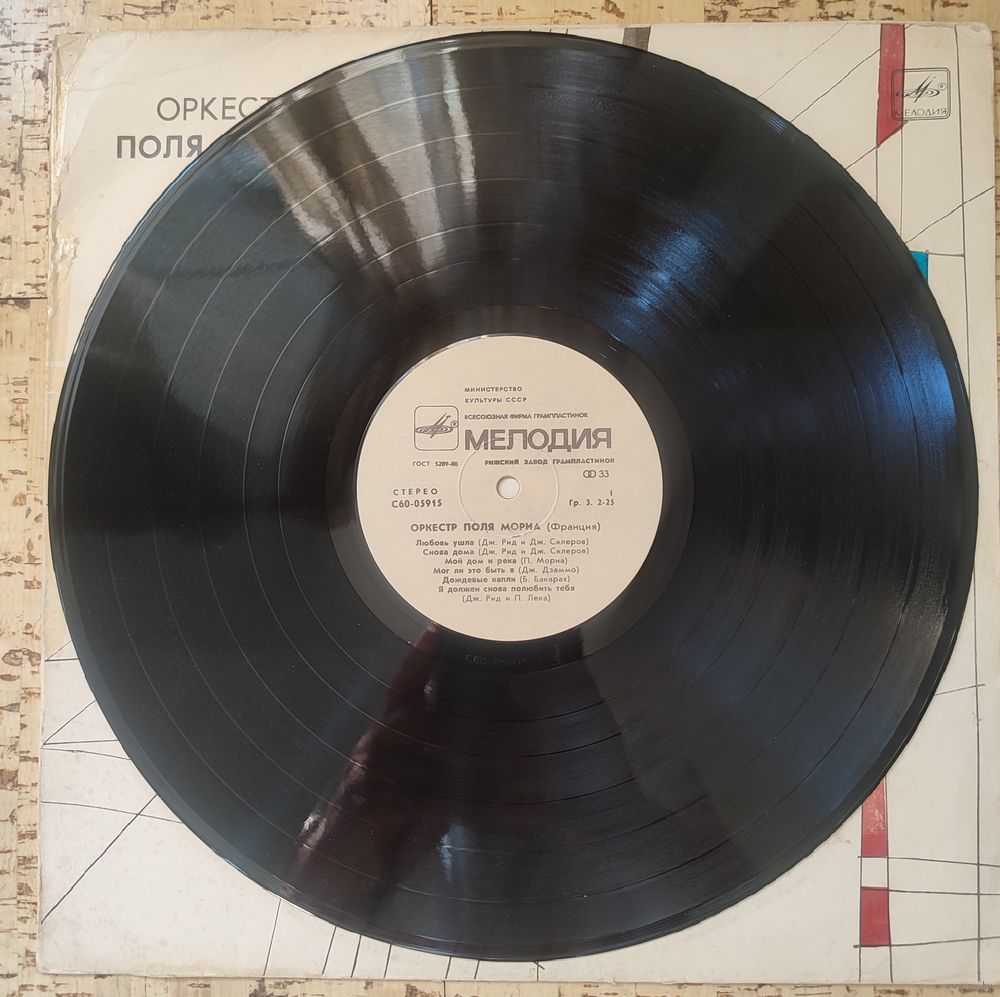 ОРКЕСТ
ПОЛЯ
МЕЛОДИЯ
МИНИСТЕРСТВО
КУЛЬТУРЫ СССР
ВСЕСОЮЗНАЯ ФИРМА ГРАМПЛАСТИНОК
МЕЛОДИЯ
ГОСТ 5289-80 РИЖСКИЙ ЗАВОД ГРАМПЛАСТИНОК
33
СТЕРЕО 1
С60-05915 Гр. 3. 2-25
ОРКЕСТР ПОЛЯ МОРИА (Франция)
Любовь ушла (Дж. Рид и Дж. Склеров)
Снова дома (Дж. Рид и Дж. Склеров)
Мой дом и река (П. Мориа)
Мог ли это быть я (Дж. Дзаммо)
Дождевые капли (Б. Бакарах)
Я должен снова полюбить тебя
(Дж. Рид и П. Лека)